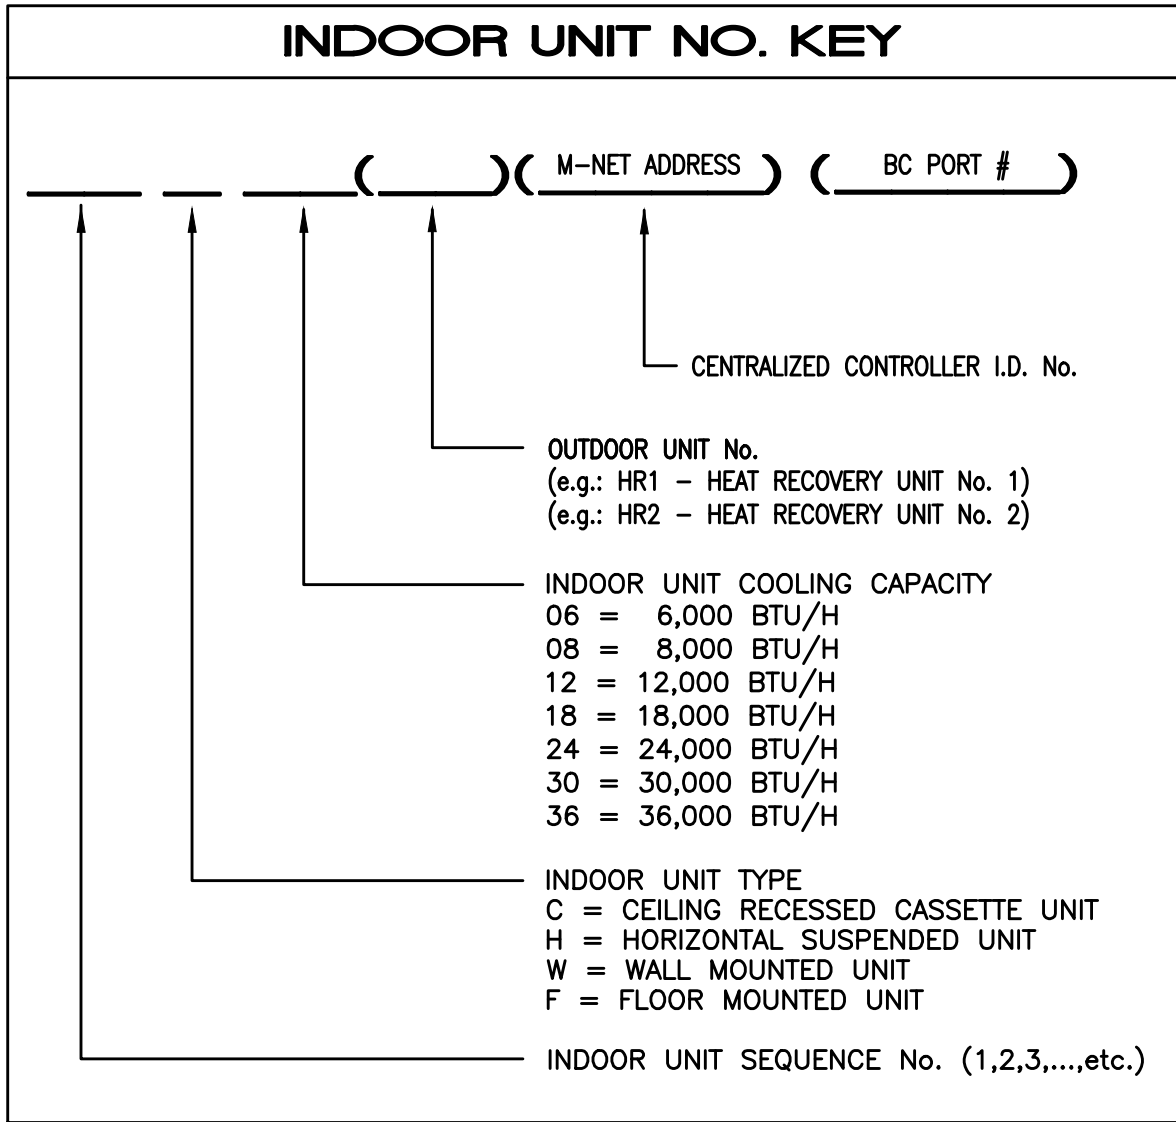 INDOOR UNIT NO. KEY
( ) ( M-NET ADDRESS ) ( BC PORT # )
CENTRALIZED CONTROLLER I.D. No.
OUTDOOR UNIT No.
(e.g.: HR1 - HEAT RECOVERY UNIT No. 1)
(e.g.: HR2 - HEAT RECOVERY UNIT No. 2)
INDOOR UNIT COOLING CAPACITY
06 = 6,000 BTU/H
08 = 8,000 BTU/H
12 = 12,000 BTU/H
18 = 18,000 BTU/H
24 = 24,000 BTU/H
30 = 30,000 BTU/H
36 = 36,000 BTU/H
INDOOR UNIT TYPE
C = CEILING RECESSED CASSETTE UNIT
H = HORIZONTAL SUSPENDED UNIT
W = WALL MOUNTED UNIT
F = FLOOR MOUNTED UNIT
INDOOR UNIT SEQUENCE No. (1,2,3,...,etc.)